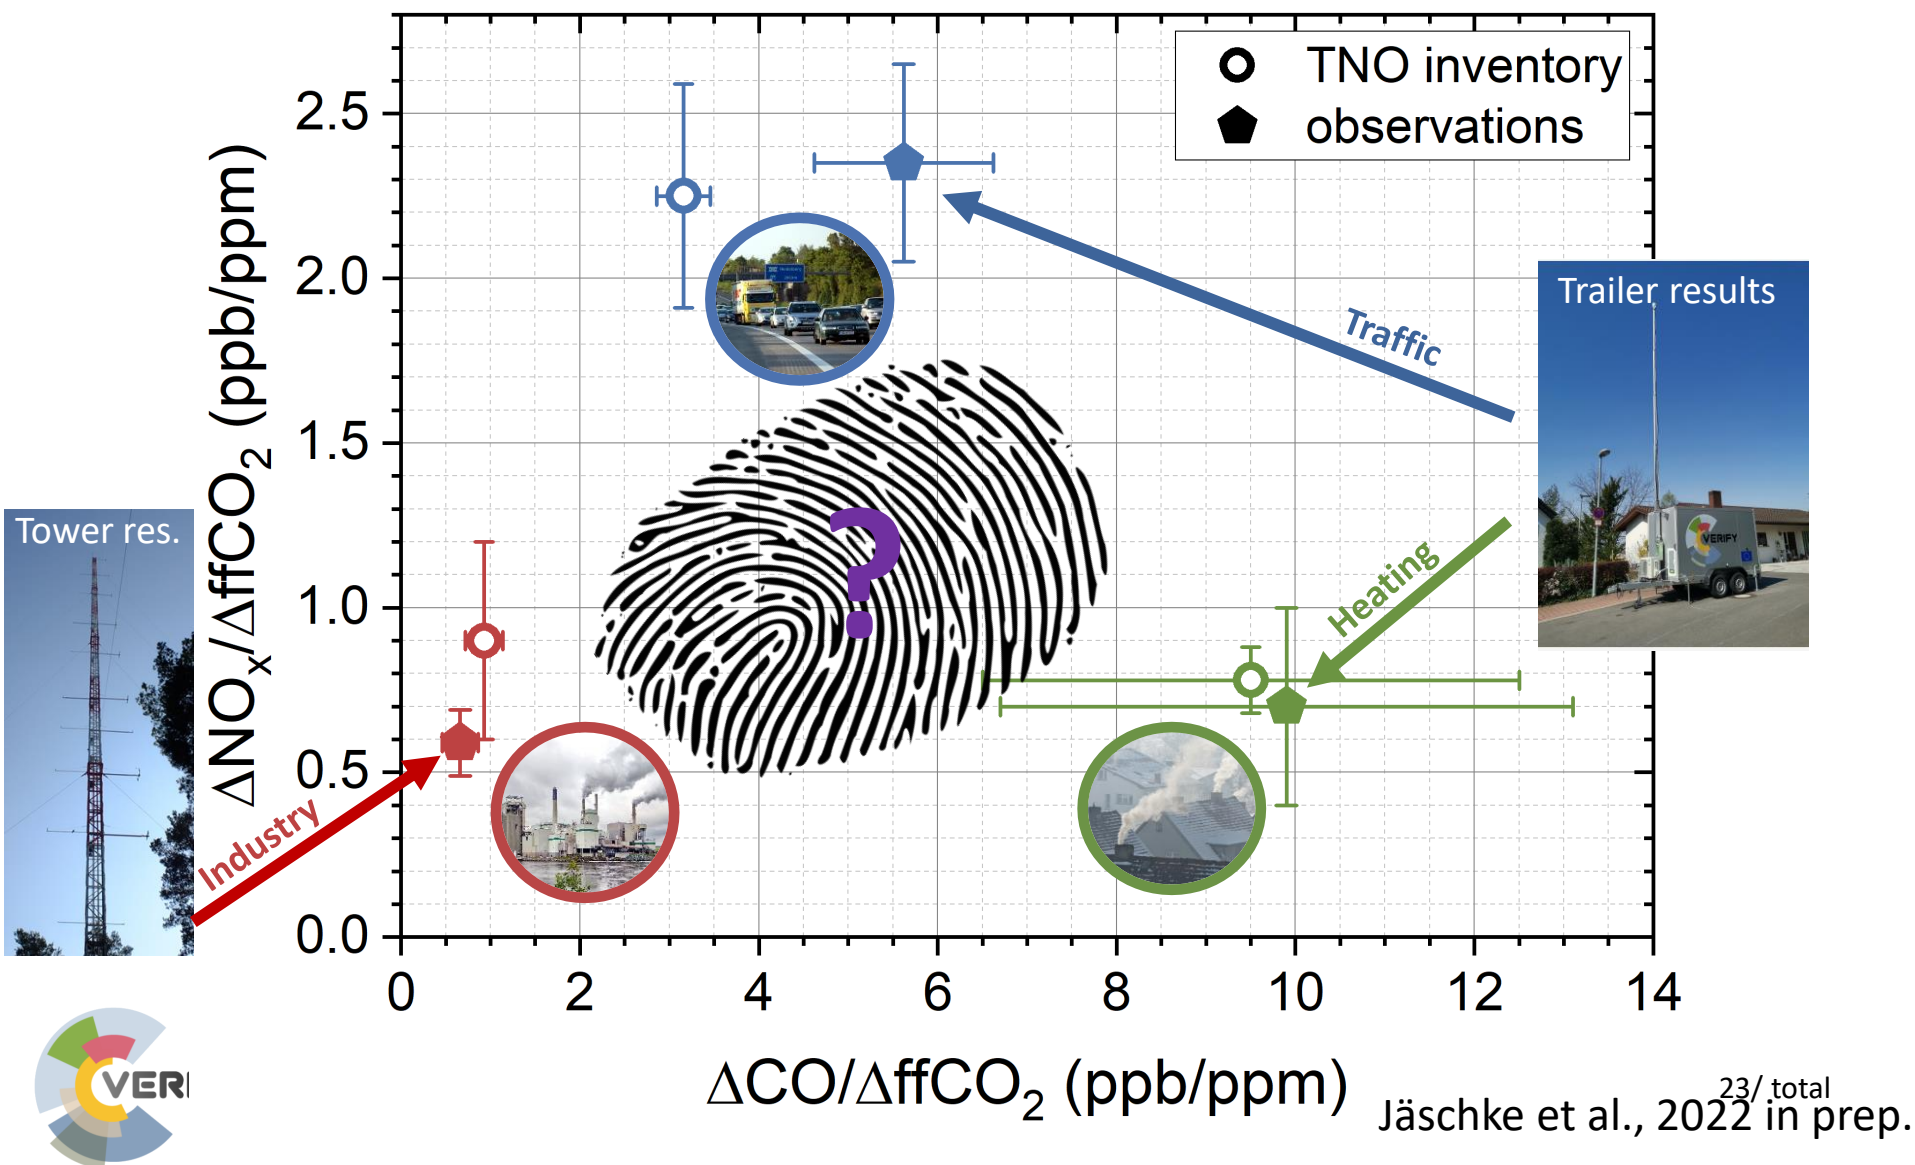 TNO inventory
observations
2.5
2.0
1.5
1.0
0.5
0.0
ΔNOx/ΔffCO2 (ppb/ppm)
Trailer results
Traffic
Tower res.
?
Heating
VERIFY
Industry
0 2 4 6 8 10 12 14
ΔCO/ΔffCO2 (ppb/ppm)
VERI
23/ total
Jäschke et al., 2022 in prep.